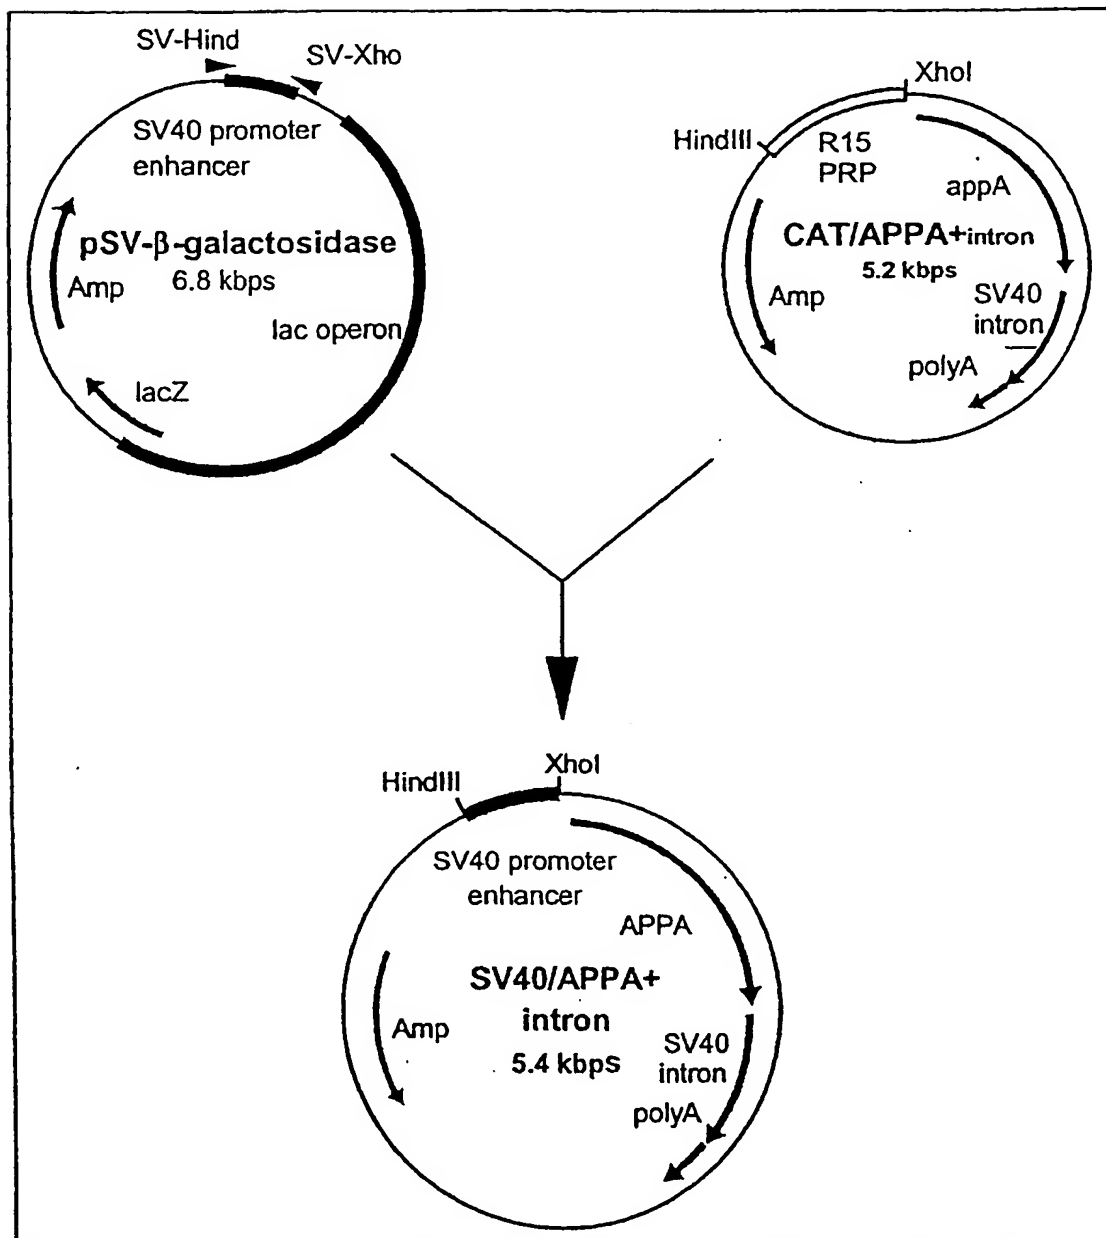 SV-Hind
SV-Xho
SV40 promoter
enhancer
pSV-β-galactosidase
6.8 kbps
Amp
lac operon
lacZ
XhoI
HindIII
R15
PRP
appA
CAT/APPA+intron
5.2 kbps
Amp
SV40
intron
polyA
XhoI
HindIII
SV40 promoter
enhancer
APPA
SV40/APPA+
intron
5.4 kbps
Amp
SV40
intron
polyA